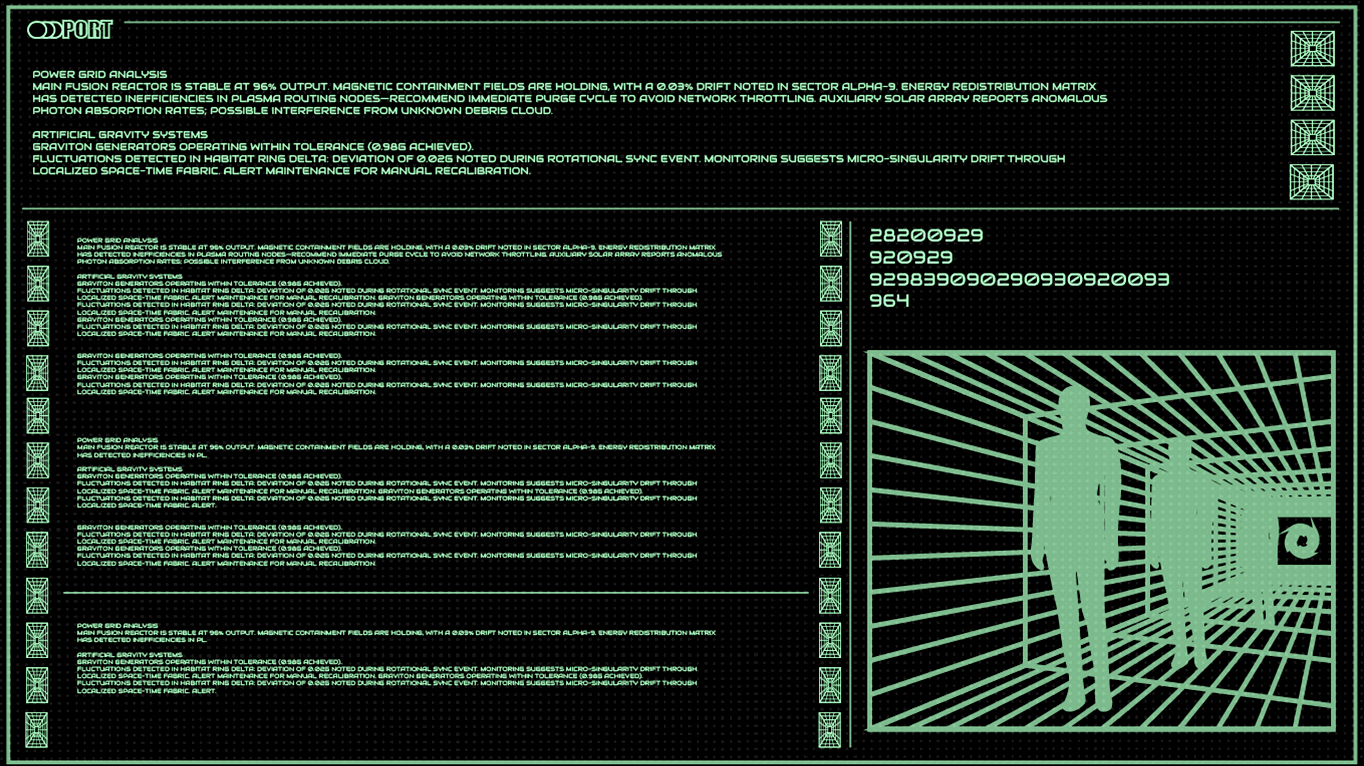 PORT
POWER GRID ANALYSIS
MAIN FUSION REACTOR IS STABLE AT 96% OUTPUT. MAGNETIC CONTAINMENT FIELDS ARE HOLDING, WITH A 0.03% DRIFT NOTED IN SECTOR ALPHA-9. ENERGY REDISTRIBUTION MATRIX
HAS DETECTED INEFFICIENCIES IN PLASMA ROUTING NODES—RECOMMEND IMMEDIATE PURGE CYCLE TO AVOID NETWORK THROTTLING. AUXILIARY SOLAR ARRAY REPORTS ANOMALOUS
PHOTON ABSORPTION RATES; POSSIBLE INTERFERENCE FROM UNKNOWN DEBRIS CLOUD.
ARTIFICIAL GRAVITY SYSTEMS
GRAVITON GENERATORS OPERATING WITHIN TOLERANCE (0.98G ACHIEVED).
FLUCTUATIONS DETECTED IN HABITAT RING DELTA: DEVIATION OF 0.02G NOTED DURING ROTATIONAL SYNC EVENT. MONITORING SUGGESTS MICRO-SINGULARITY DRIFT THROUGH
LOCALIZED SPACE-TIME FABRIC. ALERT MAINTENANCE FOR MANUAL RECALIBRATION.
POWER GRID ANALYSIS
MAIN FUSION REACTOR IS STABLE AT 96% OUTPUT. MAGNETIC CONTAINMENT FIELDS ARE HOLDING, WITH A 0.03% DRIFT NOTED IN SECTOR ALPHA-9. ENERGY REDISTRIBUTION MATRIX
HAS DETECTED INEFFICIENCIES IN PLASMA ROUTING NODES—RECOMMEND IMMEDIATE PURGE CYCLE TO AVOID NETWORK THROTTLING. AUXILIARY SOLAR ARRAY REPORTS ANOMALOUS
PHOTON ABSORPTION RATES; POSSIBLE INTERFERENCE FROM UNKNOWN DEBRIS CLOUD.
ARTIFICIAL GRAVITY SYSTEMS
GRAVITON GENERATORS OPERATING WITHIN TOLERANCE (0.98G ACHIEVED).
FLUCTUATIONS DETECTED IN HABITAT RING DELTA: DEVIATION OF 0.02G NOTED DURING ROTATIONAL SYNC EVENT. MONITORING SUGGESTS MICRO-SINGULARITY DRIFT THROUGH
LOCALIZED SPACE-TIME FABRIC. ALERT MAINTENANCE FOR MANUAL RECALIBRATION. GRAVITON GENERATORS OPERATING WITHIN TOLERANCE (0.98G ACHIEVED).
FLUCTUATIONS DETECTED IN HABITAT RING DELTA: DEVIATION OF 0.02G NOTED DURING ROTATIONAL SYNC EVENT. MONITORING SUGGESTS MICRO-SINGULARITY DRIFT THROUGH
LOCALIZED SPACE-TIME FABRIC. ALERT MAINTENANCE FOR MANUAL RECALIBRATION.
GRAVITON GENERATORS OPERATING WITHIN TOLERANCE (0.98G ACHIEVED).
FLUCTUATIONS DETECTED IN HABITAT RING DELTA: DEVIATION OF 0.02G NOTED DURING ROTATIONAL SYNC EVENT. MONITORING SUGGESTS MICRO-SINGULARITY DRIFT THROUGH
LOCALIZED SPACE-TIME FABRIC. ALERT MAINTENANCE FOR MANUAL RECALIBRATION.
GRAVITON GENERATORS OPERATING WITHIN TOLERANCE (0.98G ACHIEVED).
FLUCTUATIONS DETECTED IN HABITAT RING DELTA: DEVIATION OF 0.02G NOTED DURING ROTATIONAL SYNC EVENT. MONITORING SUGGESTS MICRO-SINGULARITY DRIFT THROUGH
LOCALIZED SPACE-TIME FABRIC. ALERT MAINTENANCE FOR MANUAL RECALIBRATION.
GRAVITON GENERATORS OPERATING WITHIN TOLERANCE (0.98G ACHIEVED).
FLUCTUATIONS DETECTED IN HABITAT RING DELTA: DEVIATION OF 0.02G NOTED DURING ROTATIONAL SYNC EVENT. MONITORING SUGGESTS MICRO-SINGULARITY DRIFT THROUGH
LOCALIZED SPACE-TIME FABRIC. ALERT MAINTENANCE FOR MANUAL RECALIBRATION.
POWER GRID ANALYSIS
MAIN FUSION REACTOR IS STABLE AT 96% OUTPUT. MAGNETIC CONTAINMENT FIELDS ARE HOLDING, WITH A 0.03% DRIFT NOTED IN SECTOR ALPHA-9. ENERGY REDISTRIBUTION MATRIX
HAS DETECTED INEFFICIENCIES IN PL.
ARTIFICIAL GRAVITY SYSTEMS
GRAVITON GENERATORS OPERATING WITHIN TOLERANCE (0.98G ACHIEVED).
FLUCTUATIONS DETECTED IN HABITAT RING DELTA: DEVIATION OF 0.02G NOTED DURING ROTATIONAL SYNC EVENT. MONITORING SUGGESTS MICRO-SINGULARITY DRIFT THROUGH
LOCALIZED SPACE-TIME FABRIC. ALERT MAINTENANCE FOR MANUAL RECALIBRATION. GRAVITON GENERATORS OPERATING WITHIN TOLERANCE (0.98G ACHIEVED).
FLUCTUATIONS DETECTED IN HABITAT RING DELTA: DEVIATION OF 0.02G NOTED DURING ROTATIONAL SYNC EVENT. MONITORING SUGGESTS MICRO-SINGULARITY DRIFT THROUGH
LOCALIZED SPACE-TIME FABRIC. ALERT.
GRAVITON GENERATORS OPERATING WITHIN TOLERANCE (0.98G ACHIEVED).
FLUCTUATIONS DETECTED IN HABITAT RING DELTA: DEVIATION OF 0.02G NOTED DURING ROTATIONAL SYNC EVENT. MONITORING SUGGESTS MICRO-SINGULARITY DRIFT THROUGH
LOCALIZED SPACE-TIME FABRIC. ALERT MAINTENANCE FOR MANUAL RECALIBRATION.
GRAVITON GENERATORS OPERATING WITHIN TOLERANCE (0.98G ACHIEVED).
FLUCTUATIONS DETECTED IN HABITAT RING DELTA: DEVIATION OF 0.02G NOTED DURING ROTATIONAL SYNC EVENT. MONITORING SUGGESTS MICRO-SINGULARITY DRIFT THROUGH
LOCALIZED SPACE-TIME FABRIC. ALERT MAINTENANCE FOR MANUAL RECALIBRATION.
POWER GRID ANALYSIS
MAIN FUSION REACTOR IS STABLE AT 96% OUTPUT. MAGNETIC CONTAINMENT FIELDS ARE HOLDING, WITH A 0.03% DRIFT NOTED IN SECTOR ALPHA-9. ENERGY REDISTRIBUTION MATRIX
HAS DETECTED INEFFICIENCIES IN PL.
ARTIFICIAL GRAVITY SYSTEMS
GRAVITON GENERATORS OPERATING WITHIN TOLERANCE (0.98G ACHIEVED).
FLUCTUATIONS DETECTED IN HABITAT RING DELTA: DEVIATION OF 0.02G NOTED DURING ROTATIONAL SYNC EVENT. MONITORING SUGGESTS MICRO-SINGULARITY DRIFT THROUGH
LOCALIZED SPACE-TIME FABRIC. ALERT MAINTENANCE FOR MANUAL RECALIBRATION. GRAVITON GENERATORS OPERATING WITHIN TOLERANCE (0.98G ACHIEVED).
FLUCTUATIONS DETECTED IN HABITAT RING DELTA: DEVIATION OF 0.02G NOTED DURING ROTATIONAL SYNC EVENT. MONITORING SUGGESTS MICRO-SINGULARITY DRIFT THROUGH
LOCALIZED SPACE-TIME FABRIC. ALERT.
28200929
920929
92983909029093092009​3
964